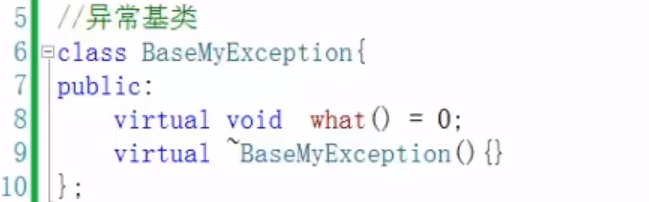 5 //异常基类
6 class BaseMyException{
7 public:
8 virtual void what() = 0;
9 virtual ~BaseMyException(){}
10 };